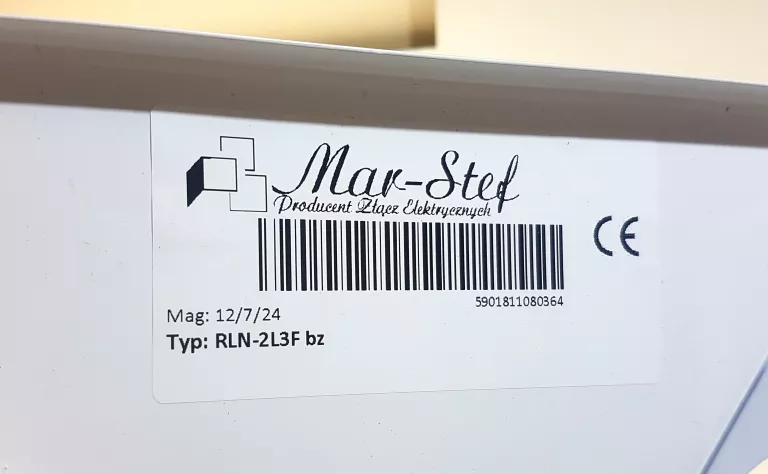 Mar-Stef
Producent Złącz Elektrycznych
CE
5901811080364
Mag: 12/7/24
Typ: RLN-2L3F bz